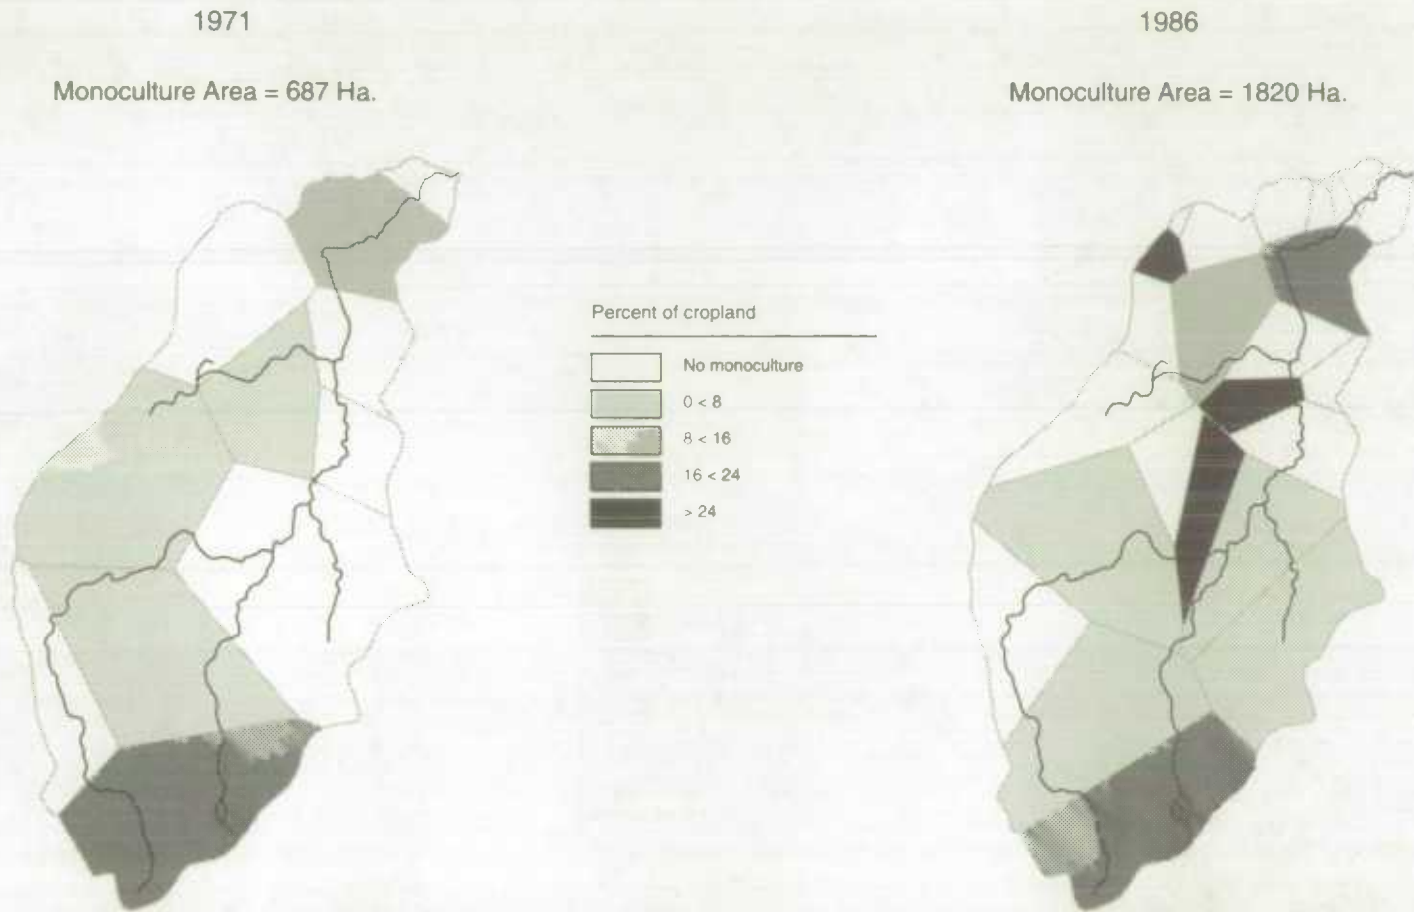 1971
Monoculture Area = 687 Ha.
1986
Monoculture Area = 1820 Ha.
Percent of cropland
No monoculture
0 < 8
8 < 16
16 < 24
> 24